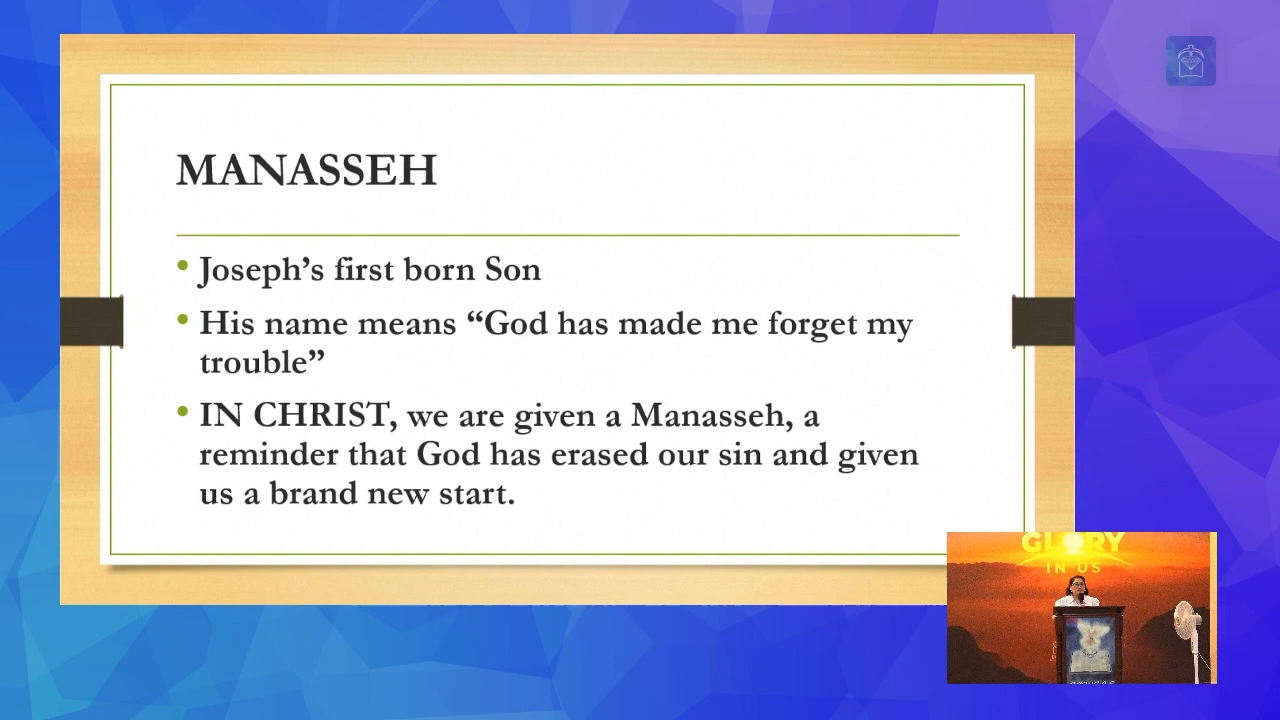 MANASSEH
• Joseph’s first born Son
• His name means “God has made me forget my
trouble”
• IN CHRIST, we are given a Manasseh, a
reminder that God has erased our sin and given
us a brand new start.
GLORY
IN US